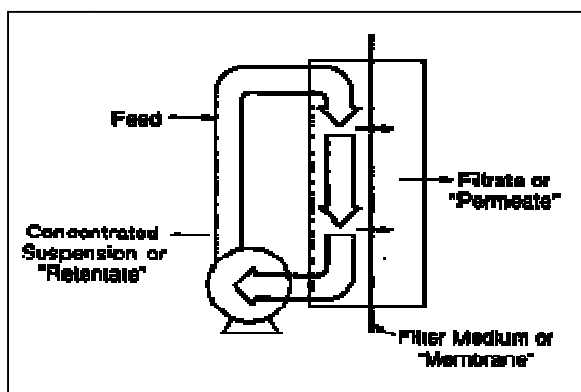 Feed
Concentrated
Suspension or
"Retentate"
Filtrate or
"Permeate"
Filter Medium or
"Membrane"